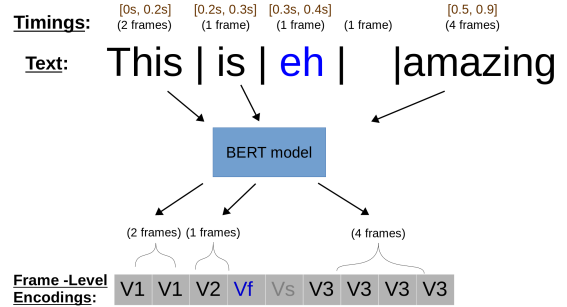 [0s, 0.2s] [0.2s, 0.3s] [0.3s, 0.4s] [0.5, 0.9]
Timings: (2 frames) (1 frame) (1 frame) (1 frame) (4 frames)
Text: This | is | eh | |amazing
BERT model
(2 frames) (1 frames) (4 frames)
Frame -Level
Encodings: V1 V1 V2 Vf Vs V3 V3 V3 V3